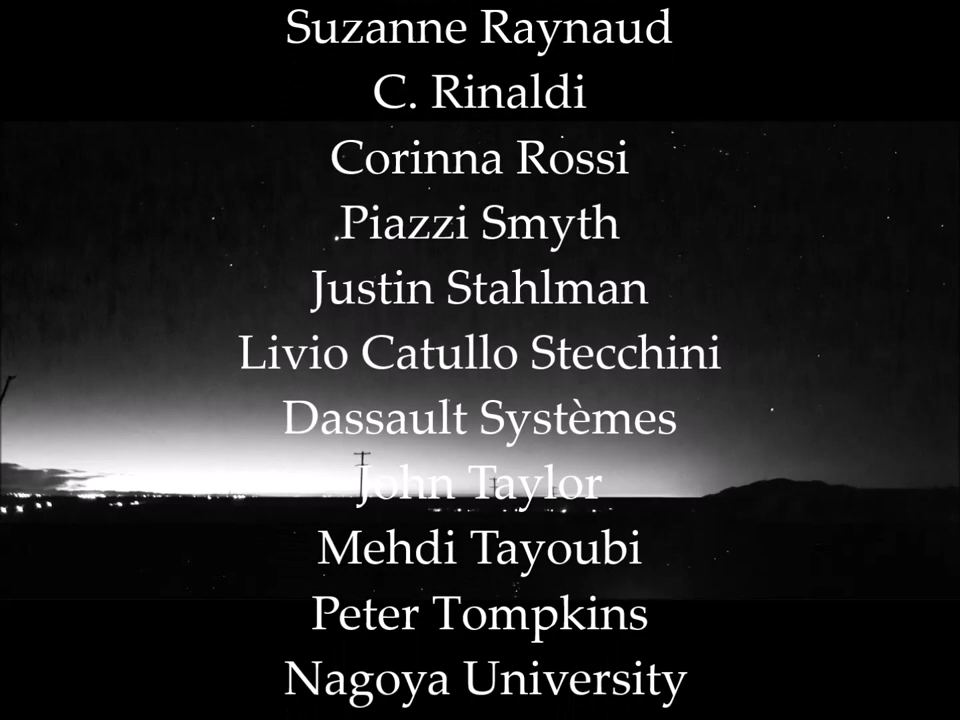 Suzanne Raynaud
C. Rinaldi
Corinna Rossi
Piazzi Smyth
Justin Stahlman
Livio Catullo Stecchini
Dassault Systèmes
John Taylor
Mehdi Tayoubi
Peter Tompkins
Nagoya University